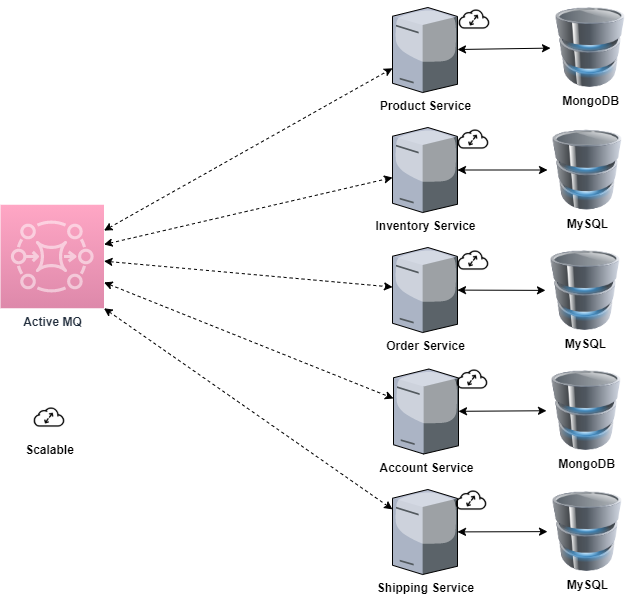 Product Service
MongoDB
Inventory Service
MySQL
Active MQ
Order Service
MySQL
Scalable
Account Service
MongoDB
Shipping Service
MySQL